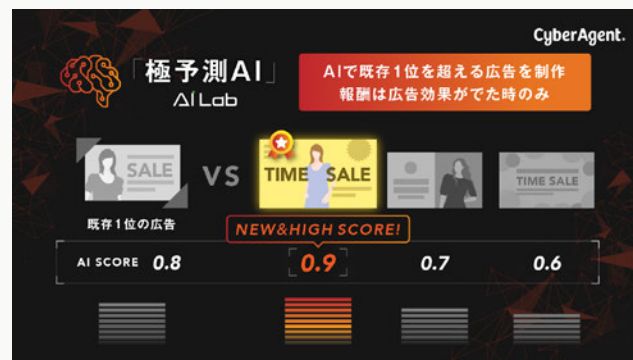 CyberAgent.
「極予測AI」
AI Lab
AIで既存1位を超える広告を制作
報酬は広告効果がでた時のみ
SALE
VS
TIME SALE
TIME SALE
既存1位の広告
NEW&HIGH SCORE!
AI SCORE 0.8 0.9 0.7 0.6